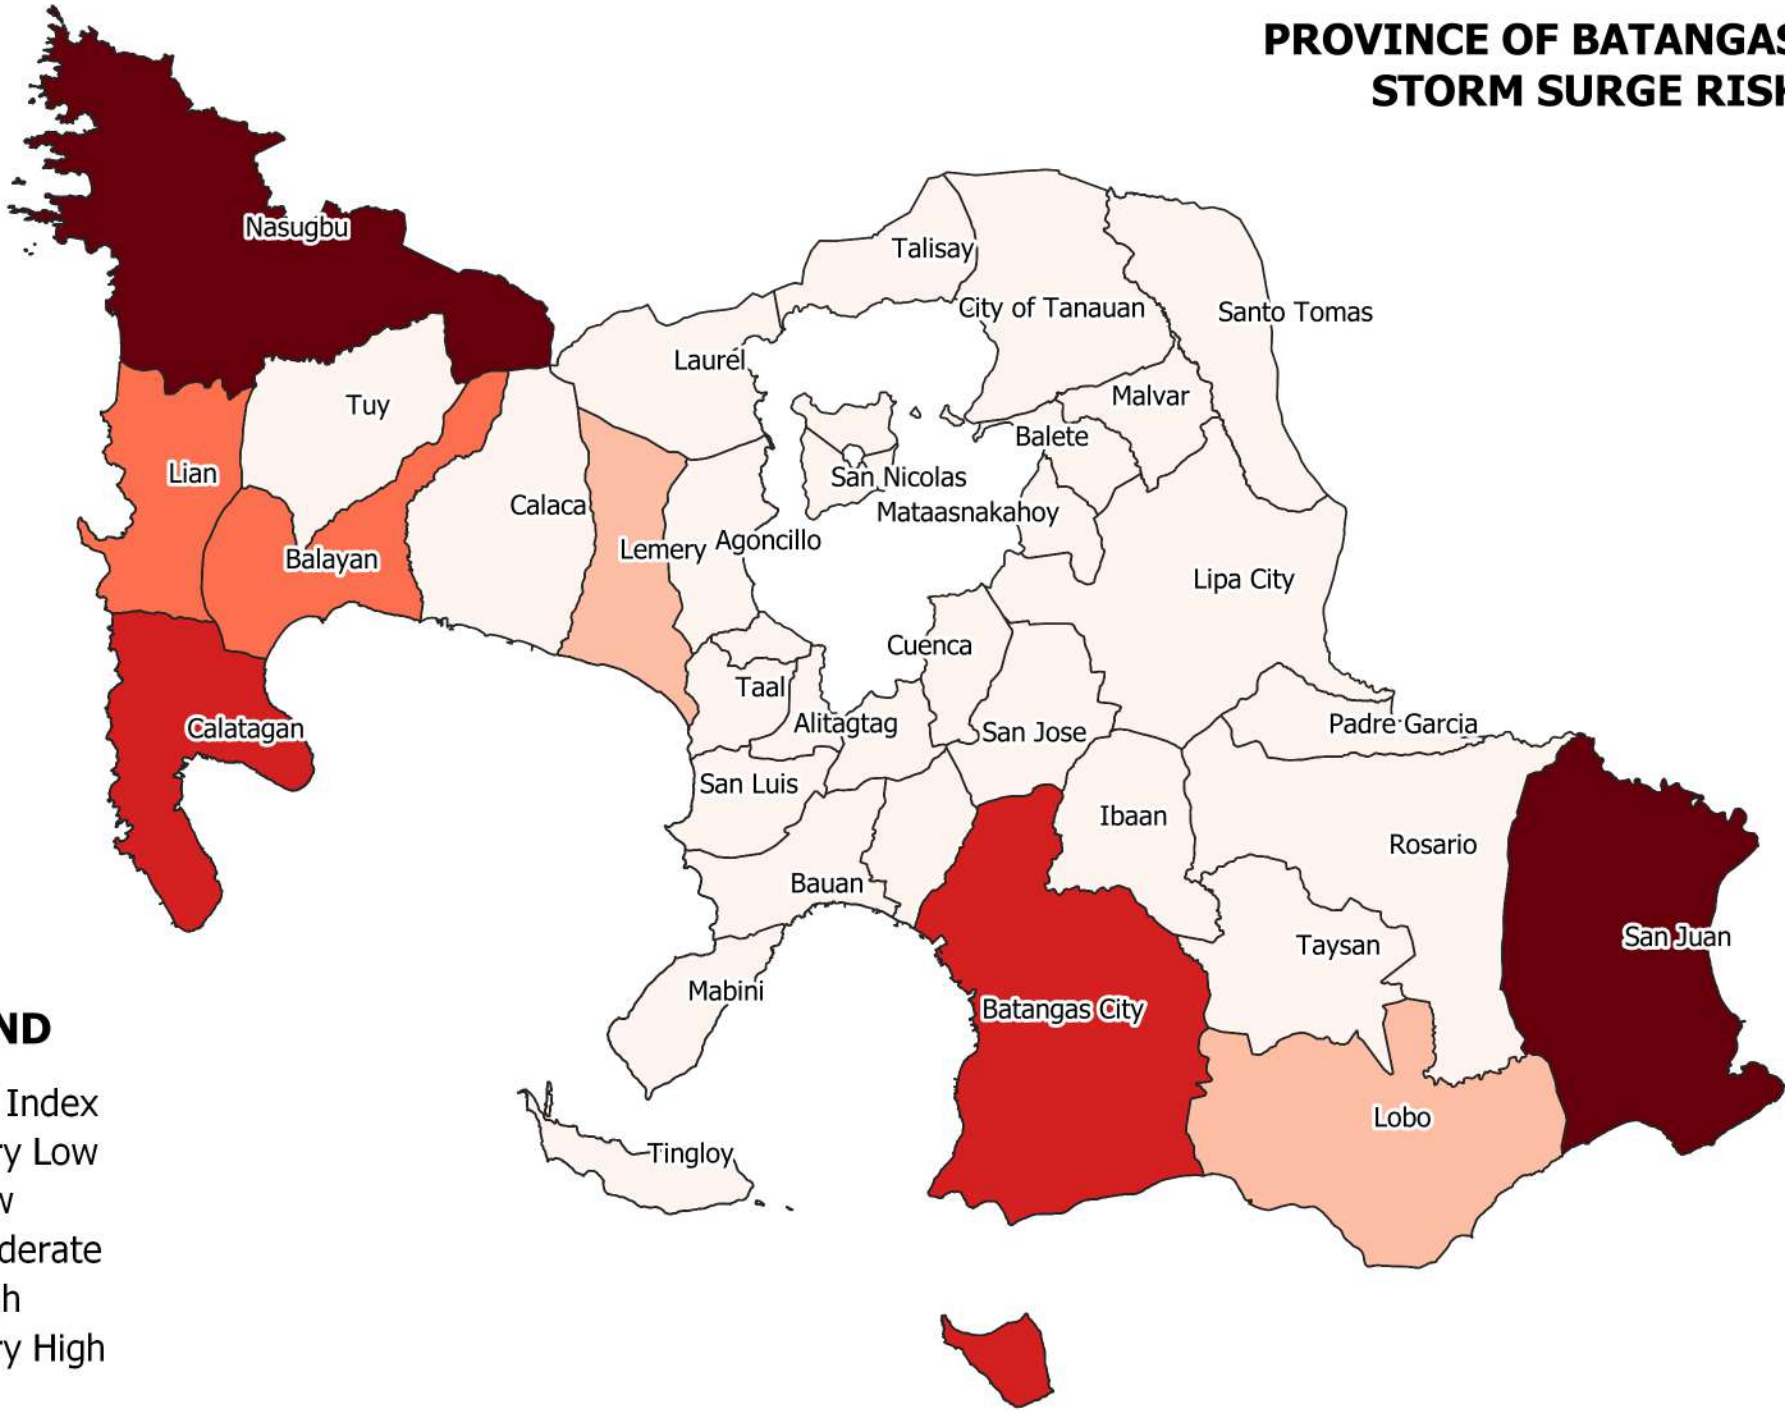 PROVINCE OF BATANGAS
STORM SURGE RISK
Nasugbu
Talisay
City of Tanauan
Santo Tomas
Laurel
Tuy
Malvar
Balete
Lian
San Nicolas
Calaca
Mataasnakahoy
Lemery
Agoncillo
Balayan
Lipa City
Cuenca
Taal
Calatagan
Alitagtag
San Jose
Padre Garcia
San Luis
Ibaan
Rosario
Bauan
San Juan
Taysan
Mabini
Batangas City
Lobo
Tingloy
ND
Index
ry Low
w
derate
h
ry High